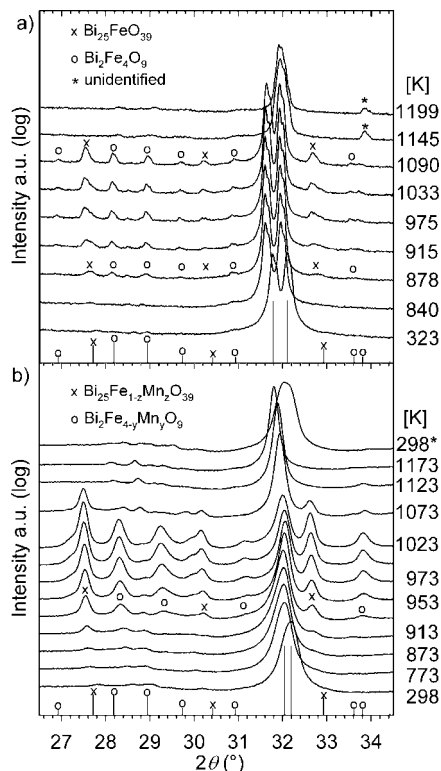 a)
x Bi25FeO39
o Bi2Fe4O9
* unidentified
[K]
*
1199
*
1145
o x o o o x o x o
1090
1033
975
915
x o o o x o x o
878
840
323
o x o o o x o x o o
Intensity a.u. (log)
b)
x Bi25Fe1-zMnzO39
o Bi2Fe4-yMnyO9
[K]
298*
1173
1123
1073
1023
973
953
x o o x o x o
913
873
773
298
o x o o o x o x o o
Intensity a.u. (log)
27 28 29 30 31 32 33 34
2θ (°)